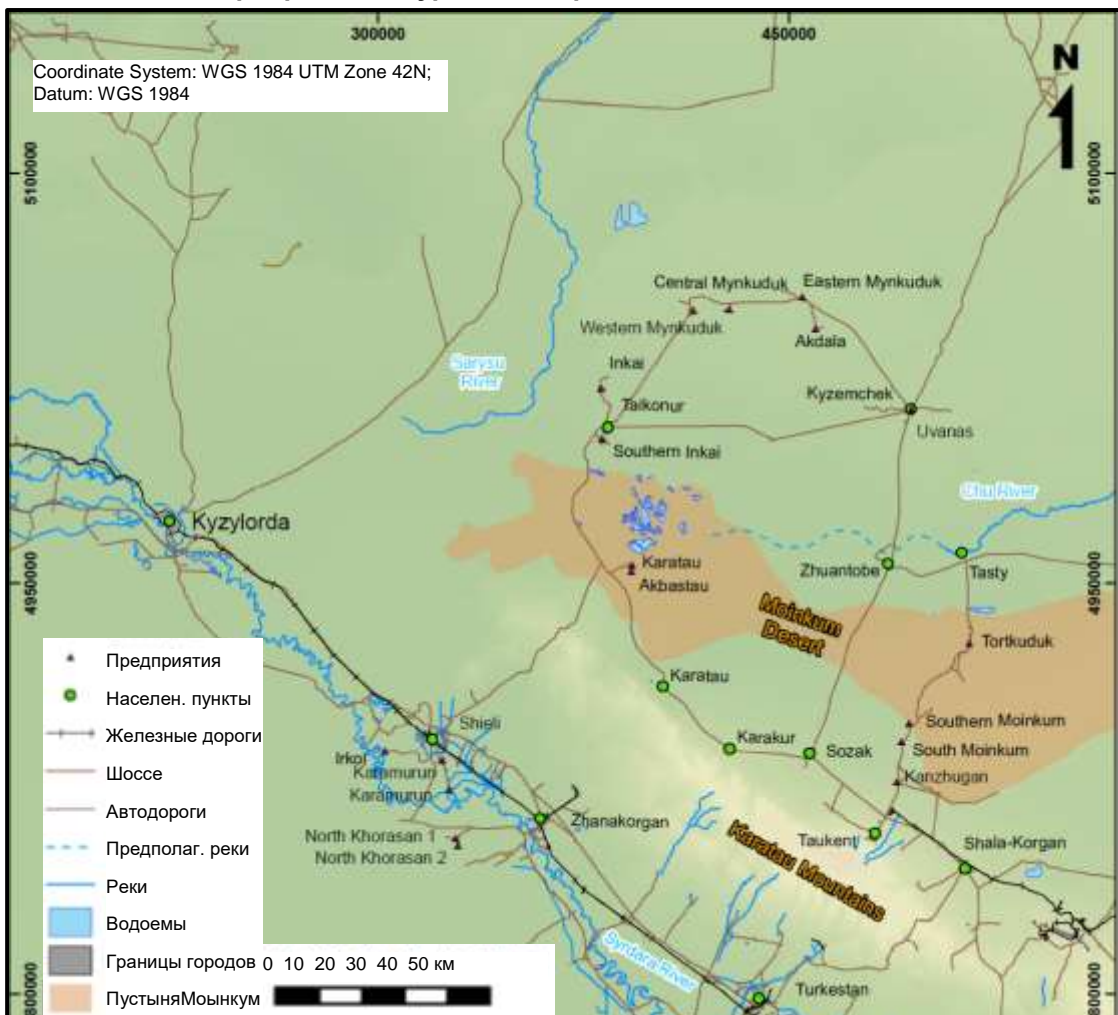 300000
450000
Coordinate System: WGS 1984 UTM Zone 42N;
Datum: WGS 1984
N
5100000
5100000
Central Mynkuduk
Eastern Mynkuduk
Western Mynkuduk
Akdala
Sarysu
River
Inkai
Taikonur
Kyzemchek
Uvanas
Southern Inkai
Chu River
Kyzylorda
Karatau
Akbastau
Zhuantobe
Tasty
4950000
4950000
Moinkum
Desert
Tortkuduk
Karatau
Southern Moinkum
South Moinkum
Kanzhugan
Shieli
Irkol
Karamurun
Karamurun
Karakur
Sozak
Zhanakorgan
North Khorasan 1
North Khorasan 2
Taukent
Shala-Korgan
Karatau Mountains
Syrdara River
Turkestan
Предприятия
Населен. пункты
Железные дороги
Шоссе
Автодороги
Предполаг. реки
Реки
Водоемы
Границы городов
ПустыняМоынкум
0 10 20 30 40 50 км
800000
800000